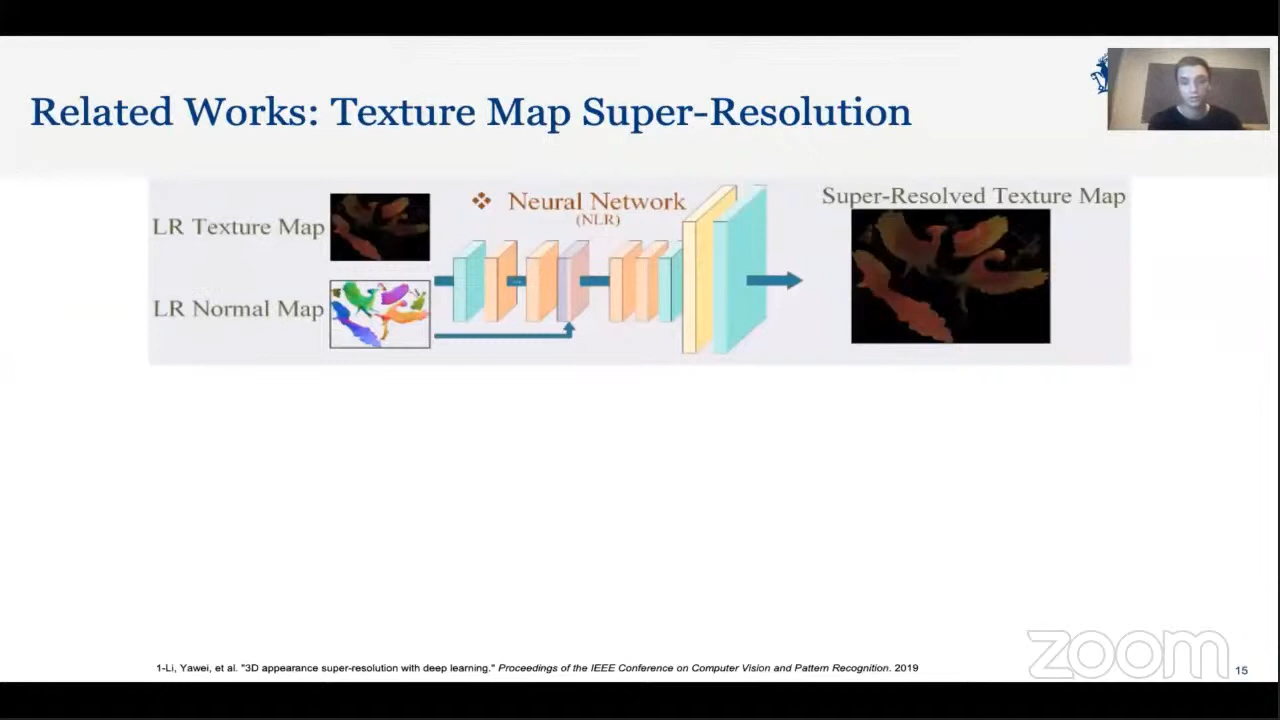 Related Works: Texture Map Super-Resolution
LR Texture Map
LR Normal Map
❖ Neural Network
(NLR)
Super-Resolved Texture Map
1-Li, Yawei, et al. "3D appearance super-resolution with deep learning." Proceedings of the IEEE Conference on Computer Vision and Pattern Recognition. 2019
zoom
15